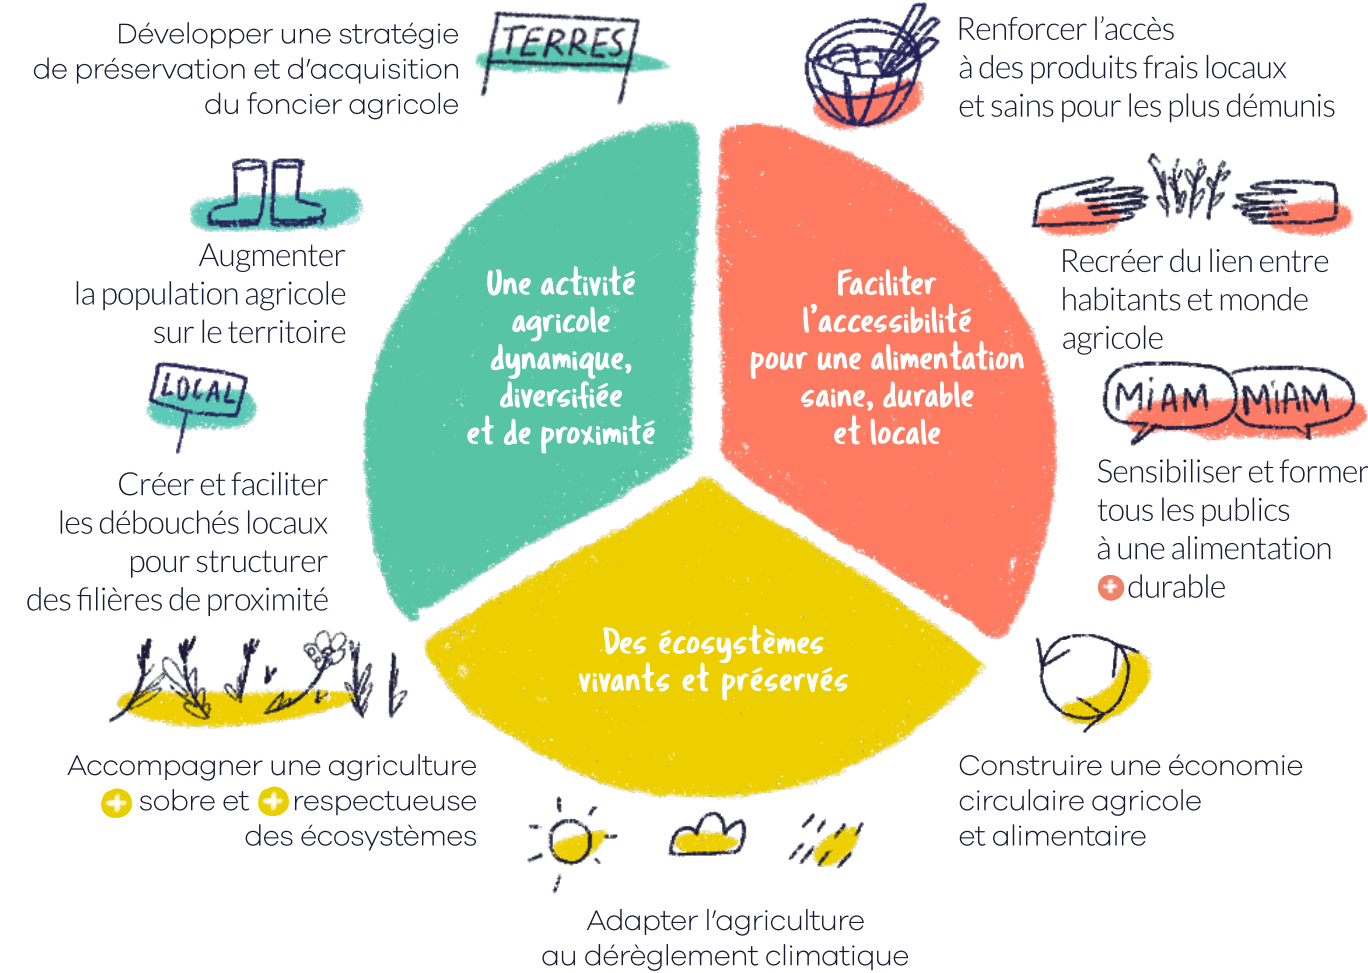 Développer une stratégie
de préservation et d'acquisition
du foncier agricole
TERRES
Augmenter
la population agricole
sur le territoire
LOCAL
Créer et faciliter
les débouchés locaux
pour structurer
des filières de proximité
Une activité
agricole
dynamique,
diversifiée
et de proximité
Renforcer l'accès
à des produits frais locaux
et sains pour les plus démunis
Recréer du lien entre
habitants et monde
agricole
MiAM MiAM
Sensibiliser et former
tous les publics
à une alimentation
+ durable
Faciliter
l'accessibilité
pour une alimentation
saine, durable
et locale
Des écosystèmes
vivants et préservés
Accompagner une agriculture
+ sobre et + respectueuse
des écosystèmes
Adapter l'agriculture
au dérèglement climatique
Construire une économie
circulaire agricole
et alimentaire